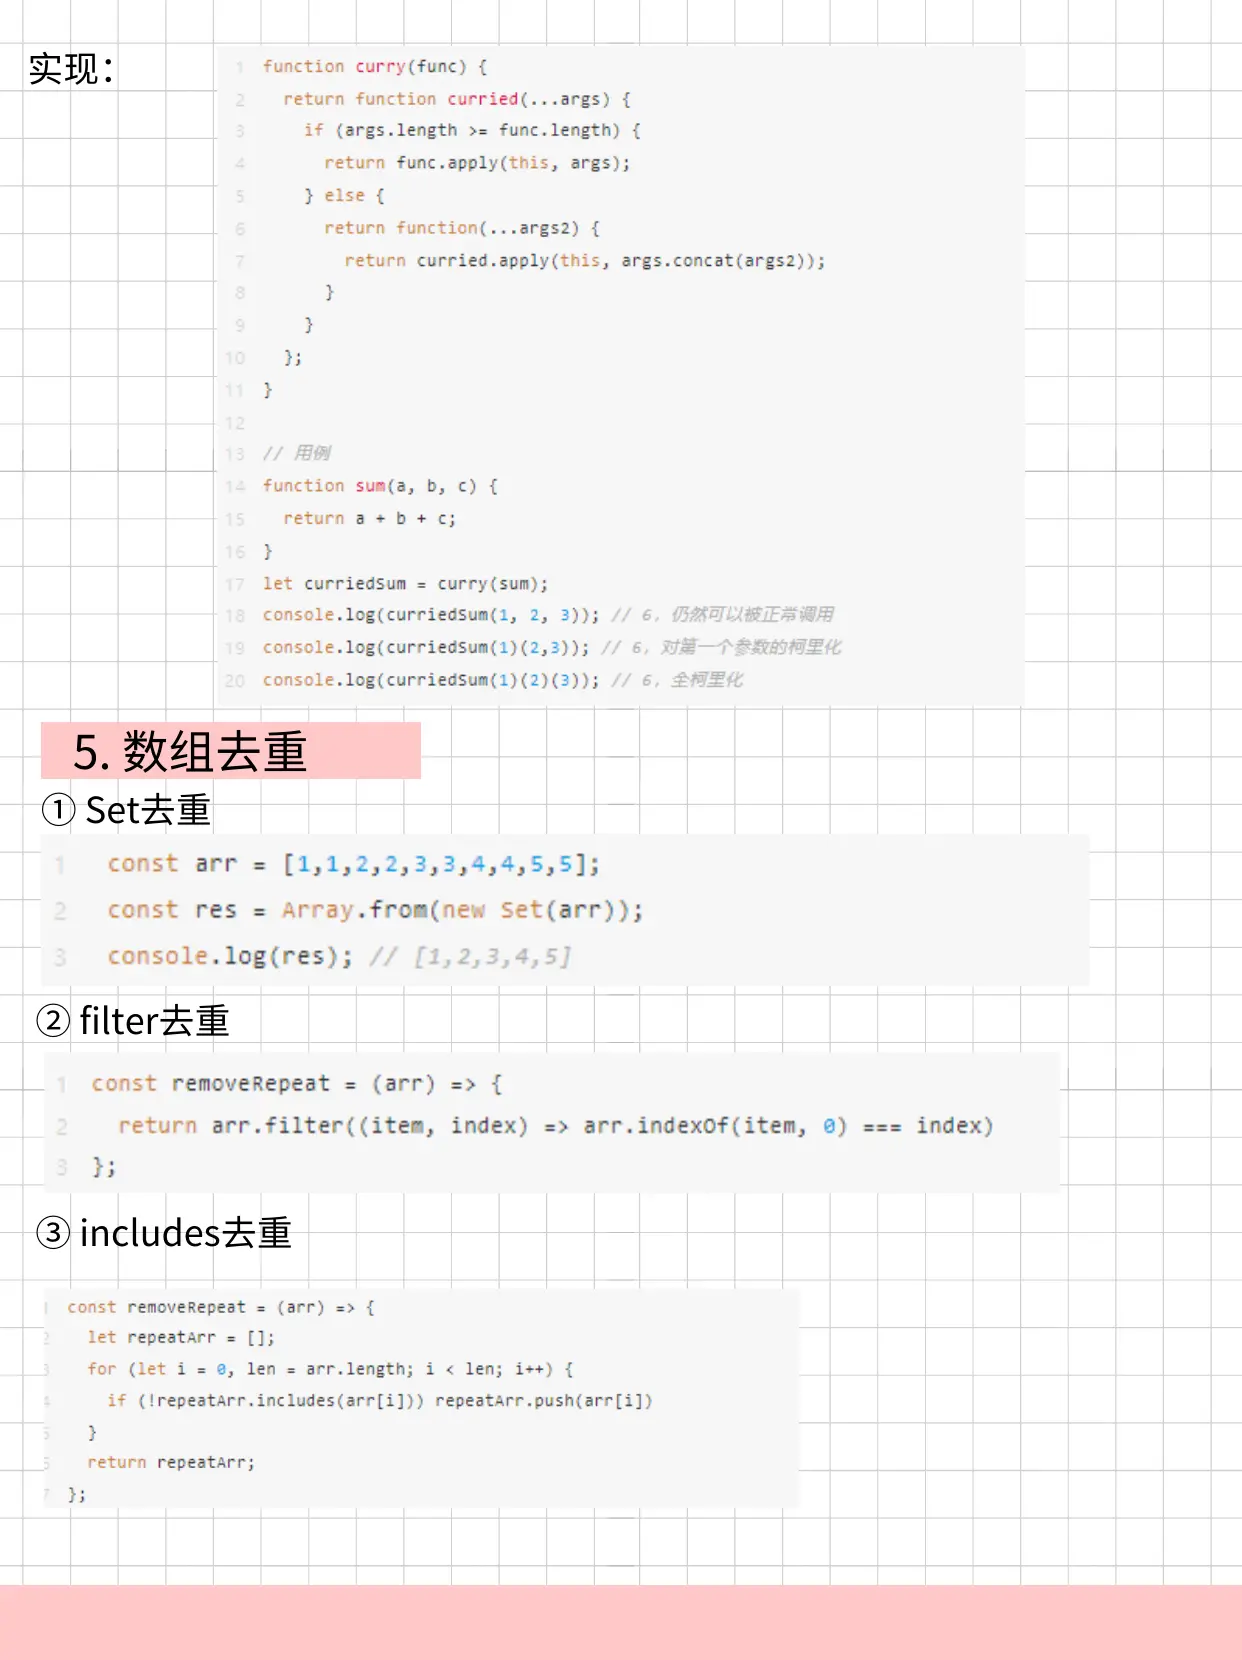 实现：
1 function curry(func) {
2   return function curried(...args) {
3     if (args.length >= func.length) {
4       return func.apply(this, args);
5     } else {
6       return function(...args2) {
7         return curried.apply(this, args.concat(args2));
8       }
9     }
10   };
11 }
12
13 // 用例
14 function sum(a, b, c) {
15   return a + b + c;
16 }
17 let curriedSum = curry(sum);
18 console.log(curriedSum(1, 2, 3)); // 6，仍然可以被正常调用
19 console.log(curriedSum(1)(2,3)); // 6，对第一个参数的柯里化
20 console.log(curriedSum(1)(2)(3)); // 6，全柯里化
5. 数组去重
① Set去重
1 const arr = [1,1,2,2,3,3,4,4,5,5];
2 const res = Array.from(new Set(arr));
3 console.log(res); // [1,2,3,4,5]
② filter去重
1 const removeRepeat = (arr) => {
2   return arr.filter((item, index) => arr.indexOf(item, 0) === index)
3 };
③ includes去重
1 const removeRepeat = (arr) => {
2   let repeatArr = [];
3   for (let i = 0, len = arr.length; i < len; i++) {
4     if (!repeatArr.includes(arr[i])) repeatArr.push(arr[i])
5   }
6   return repeatArr;
7 };